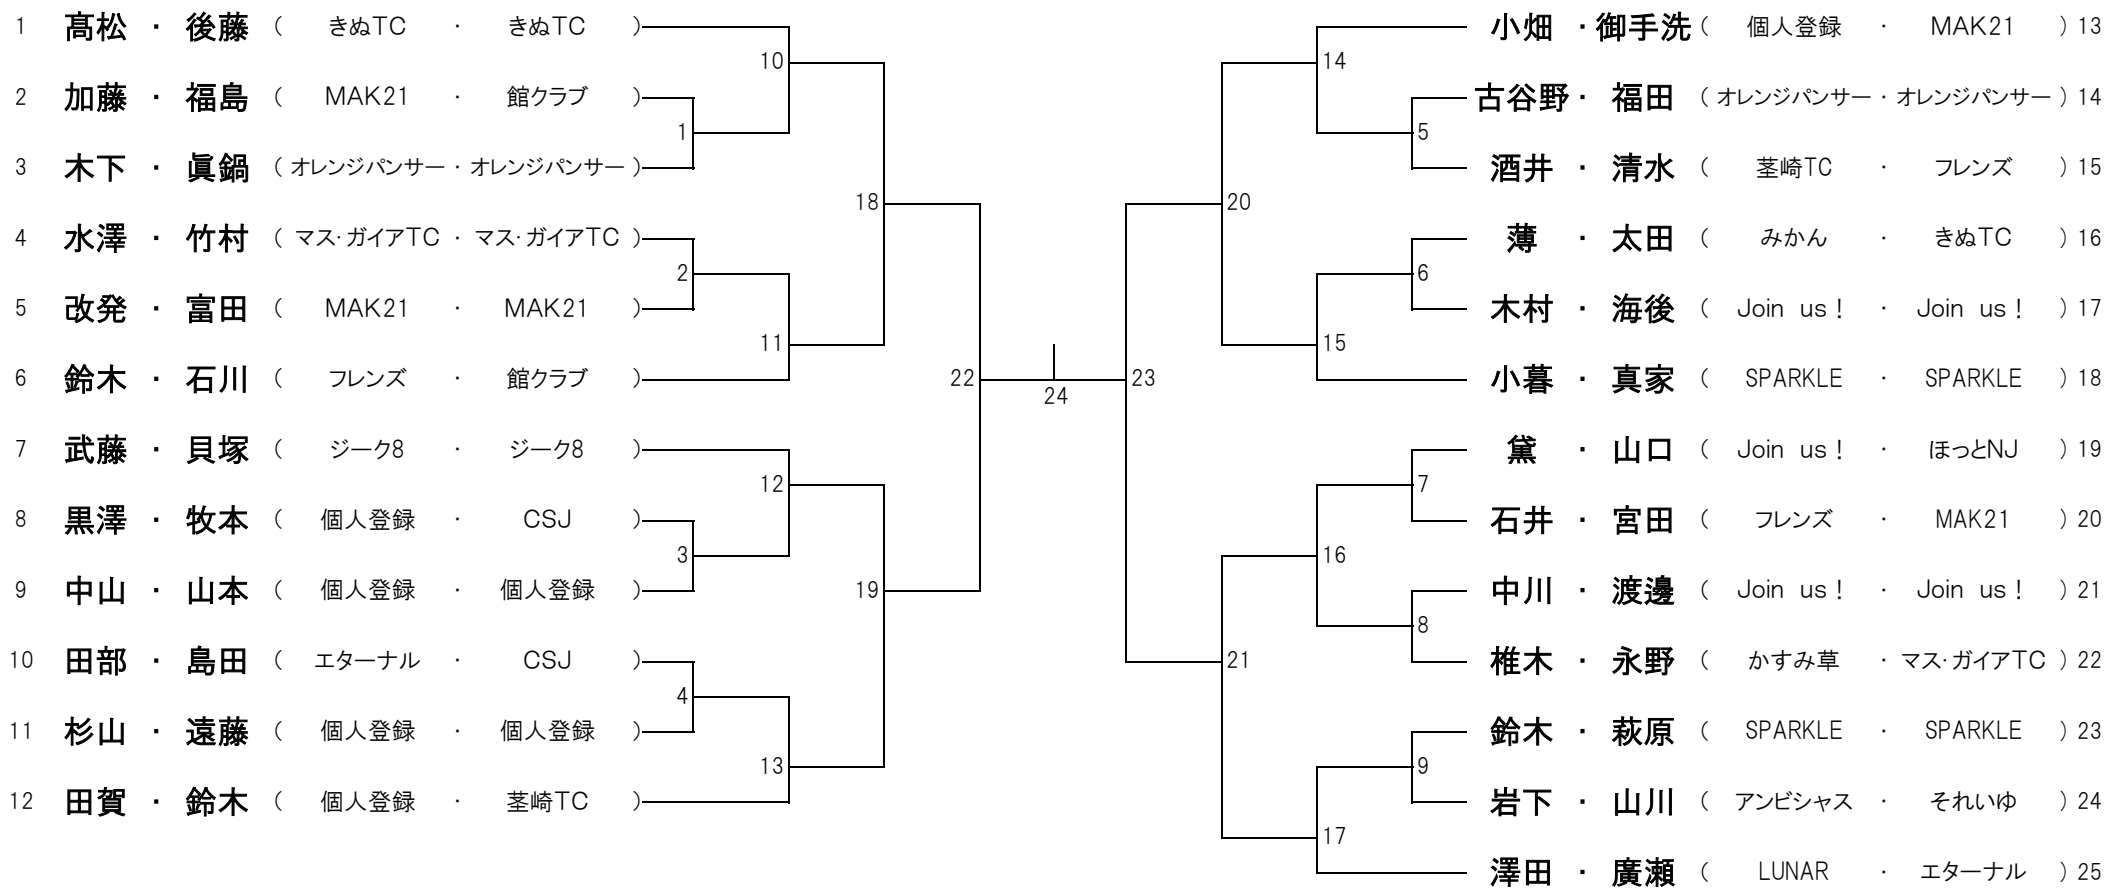 1 髙松 ・ 後藤 ( きぬTC ・ きぬTC )
2 加藤 ・ 福島 ( MAK21 ・ 館クラブ )
3 木下 ・ 眞鍋 ( オレンジパンサー ・ オレンジパンサー )
4 水澤 ・ 竹村 ( マス・ガイアTC ・ マス・ガイアTC )
5 改発 ・ 富田 ( MAK21 ・ MAK21 )
6 鈴木 ・ 石川 ( フレンズ ・ 館クラブ )
7 武藤 ・ 貝塚 ( ジーク8 ・ ジーク8 )
8 黒澤 ・ 牧本 ( 個人登録 ・ CSJ )
9 中山 ・ 山本 ( 個人登録 ・ 個人登録 )
10 田部 ・ 島田 ( エターナル ・ CSJ )
11 杉山 ・ 遠藤 ( 個人登録 ・ 個人登録 )
12 田賀 ・ 鈴木 ( 個人登録 ・ 茎崎TC )
1
2
3
4
10
11
12
13
18
19
22
24
23
20
21
14
15
16
17
5
6
7
8
9
小畑 ・ 御手洗 ( 個人登録 ・ MAK21 ) 13
古谷野 ・ 福田 ( オレンジパンサー ・ オレンジパンサー ) 14
酒井 ・ 清水 ( 茎崎TC ・ フレンズ ) 15
薄 ・ 太田 ( みかん ・ きぬTC ) 16
木村 ・ 海後 ( Join us! ・ Join us! ) 17
小暮 ・ 真家 ( SPARKLE ・ SPARKLE ) 18
黛 ・ 山口 ( Join us! ・ ほっとNJ ) 19
石井 ・ 宮田 ( フレンズ ・ MAK21 ) 20
中川 ・ 渡邊 ( Join us! ・ Join us! ) 21
椎木 ・ 永野 ( かすみ草 ・ マス・ガイアTC ) 22
鈴木 ・ 萩原 ( SPARKLE ・ SPARKLE ) 23
岩下 ・ 山川 ( アンビシャス ・ それいゆ ) 24
澤田 ・ 廣瀬 ( LUNAR ・ エターナル ) 25